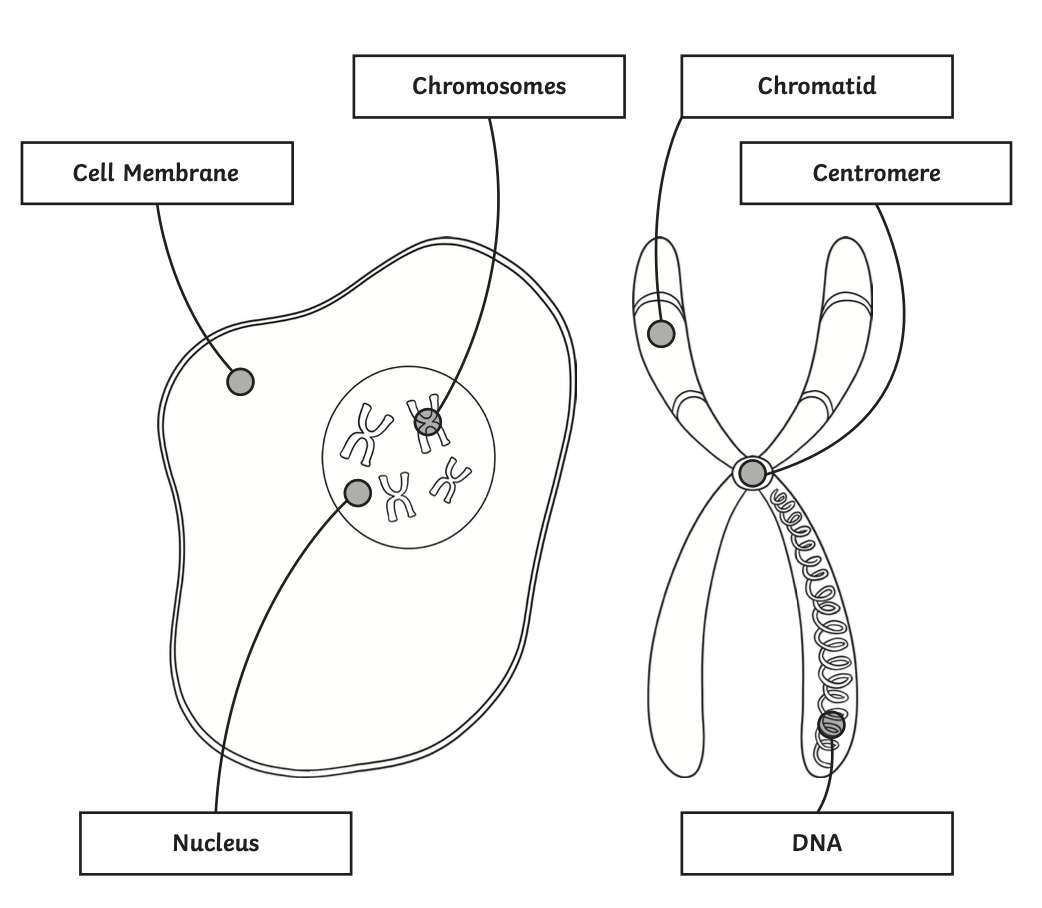 Chromosomes
Chromatid
Cell Membrane
Centromere
Nucleus
DNA